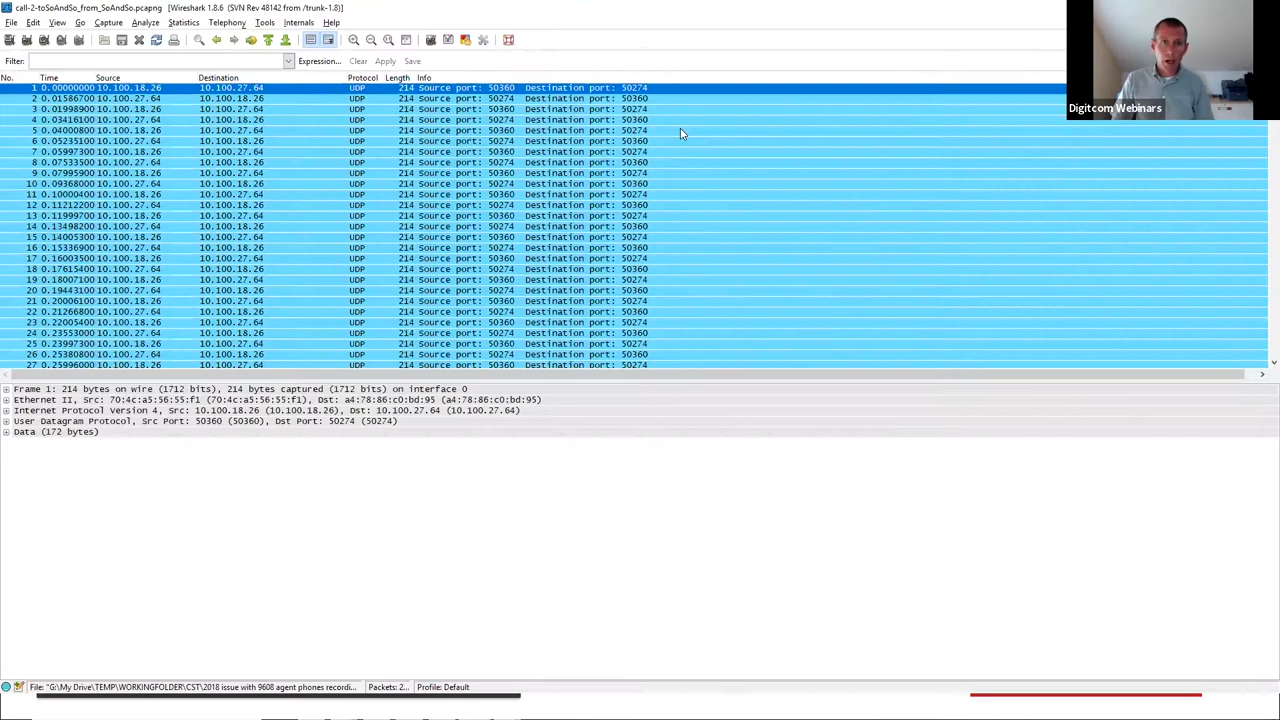 call-2-toSoAndSo_from_SoAndSo.pcapng [Wireshark 1.8.6 (SVN Rev 48142 from /trunk-1.8)]
File Edit View Go Capture Analyze Statistics Telephony Tools Internals Help
Filter: Expression... Clear Apply Save
No. Time Source Destination Protocol Length Info
1 0.00000000 10.100.18.26 10.100.27.64 UDP 214 Source port: 50360 Destination port: 50274
2 0.01586700 10.100.27.64 10.100.18.26 UDP 214 Source port: 50274 Destination port: 50360
3 0.01998900 10.100.18.26 10.100.27.64 UDP 214 Source port: 50360 Destination port: 50274
4 0.03416100 10.100.27.64 10.100.18.26 UDP 214 Source port: 50274 Destination port: 50360
5 0.04000800 10.100.18.26 10.100.27.64 UDP 214 Source port: 50360 Destination port: 50274
6 0.05235100 10.100.27.64 10.100.18.26 UDP 214 Source port: 50274 Destination port: 50360
7 0.05997300 10.100.18.26 10.100.27.64 UDP 214 Source port: 50360 Destination port: 50274
8 0.07533500 10.100.27.64 10.100.18.26 UDP 214 Source port: 50274 Destination port: 50360
9 0.07995900 10.100.18.26 10.100.27.64 UDP 214 Source port: 50360 Destination port: 50274
10 0.09368000 10.100.27.64 10.100.18.26 UDP 214 Source port: 50274 Destination port: 50360
11 0.10000400 10.100.18.26 10.100.27.64 UDP 214 Source port: 50360 Destination port: 50274
12 0.11212200 10.100.27.64 10.100.18.26 UDP 214 Source port: 50274 Destination port: 50360
13 0.11999700 10.100.18.26 10.100.27.64 UDP 214 Source port: 50360 Destination port: 50274
14 0.13498200 10.100.27.64 10.100.18.26 UDP 214 Source port: 50274 Destination port: 50360
15 0.14005300 10.100.18.26 10.100.27.64 UDP 214 Source port: 50360 Destination port: 50274
16 0.15336900 10.100.27.64 10.100.18.26 UDP 214 Source port: 50274 Destination port: 50360
17 0.16003500 10.100.18.26 10.100.27.64 UDP 214 Source port: 50360 Destination port: 50274
18 0.17615400 10.100.27.64 10.100.18.26 UDP 214 Source port: 50274 Destination port: 50360
19 0.18007100 10.100.18.26 10.100.27.64 UDP 214 Source port: 50360 Destination port: 50274
20 0.19443100 10.100.27.64 10.100.18.26 UDP 214 Source port: 50274 Destination port: 50360
21 0.20006100 10.100.18.26 10.100.27.64 UDP 214 Source port: 50360 Destination port: 50274
22 0.21266800 10.100.27.64 10.100.18.26 UDP 214 Source port: 50274 Destination port: 50360
23 0.22005400 10.100.18.26 10.100.27.64 UDP 214 Source port: 50360 Destination port: 50274
24 0.23553000 10.100.27.64 10.100.18.26 UDP 214 Source port: 50274 Destination port: 50360
25 0.23997300 10.100.18.26 10.100.27.64 UDP 214 Source port: 50360 Destination port: 50274
26 0.25380800 10.100.27.64 10.100.18.26 UDP 214 Source port: 50274 Destination port: 50360
27 0.25996000 10.100.18.26 10.100.27.64 UDP 214 Source port: 50360 Destination port: 50274
Digitcom Webinars
Frame 1: 214 bytes on wire (1712 bits), 214 bytes captured (1712 bits) on interface 0
Ethernet II, Src: 70:4c:a5:56:55:f1 (70:4c:a5:56:55:f1), Dst: a4:78:86:c0:bd:95 (a4:78:86:c0:bd:95)
Internet Protocol Version 4, Src: 10.100.18.26 (10.100.18.26), Dst: 10.100.27.64 (10.100.27.64)
User Datagram Protocol, Src Port: 50360 (50360), Dst Port: 50274 (50274)
Data (172 bytes)
File: "G:\My Drive\TEMP\WORKINGFOLDER\CST\2018 issue with 9608 agent phones recordi... Packets: 2... Profile: Default